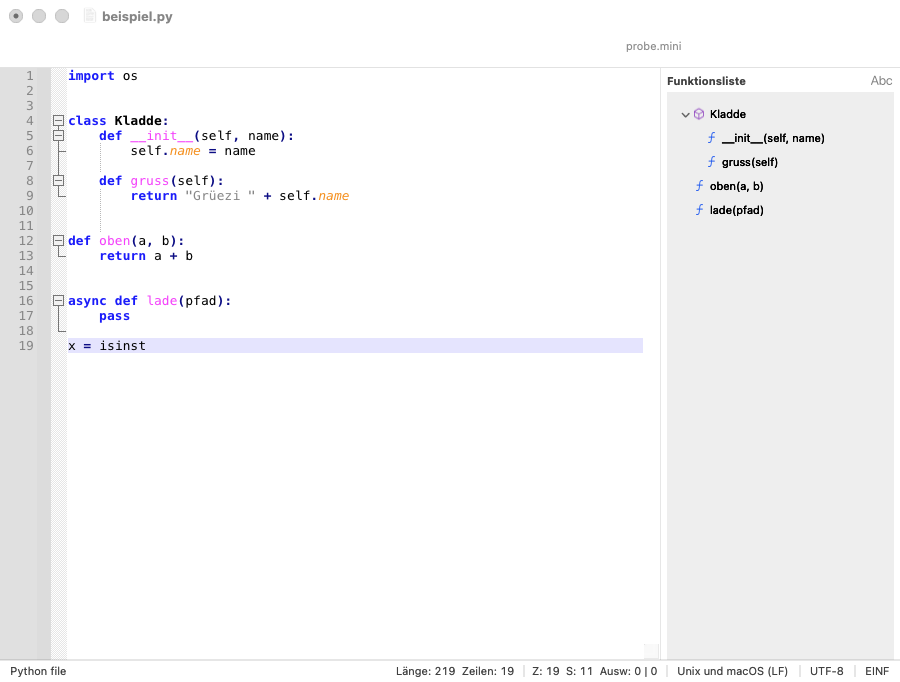 beispiel.py
probe.mini
1 import os
2
3
4 class Kladde:
5 def __init__(self, name):
6 self.name = name
7
8 def gruss(self):
9 return "Grüezi " + self.name
10
11
12 def oben(a, b):
13 return a + b
14
15
16 async def lade(pfad):
17 pass
18
19 x = isinst
Funktionsliste Abc
Kladde
f __init__(self, name)
f gruss(self)
f oben(a, b)
f lade(pfad)
Python file Länge: 219 Zeilen: 19 Z: 19 S: 11 Ausw: 0 | 0 Unix und macOS (LF) UTF-8 EINF